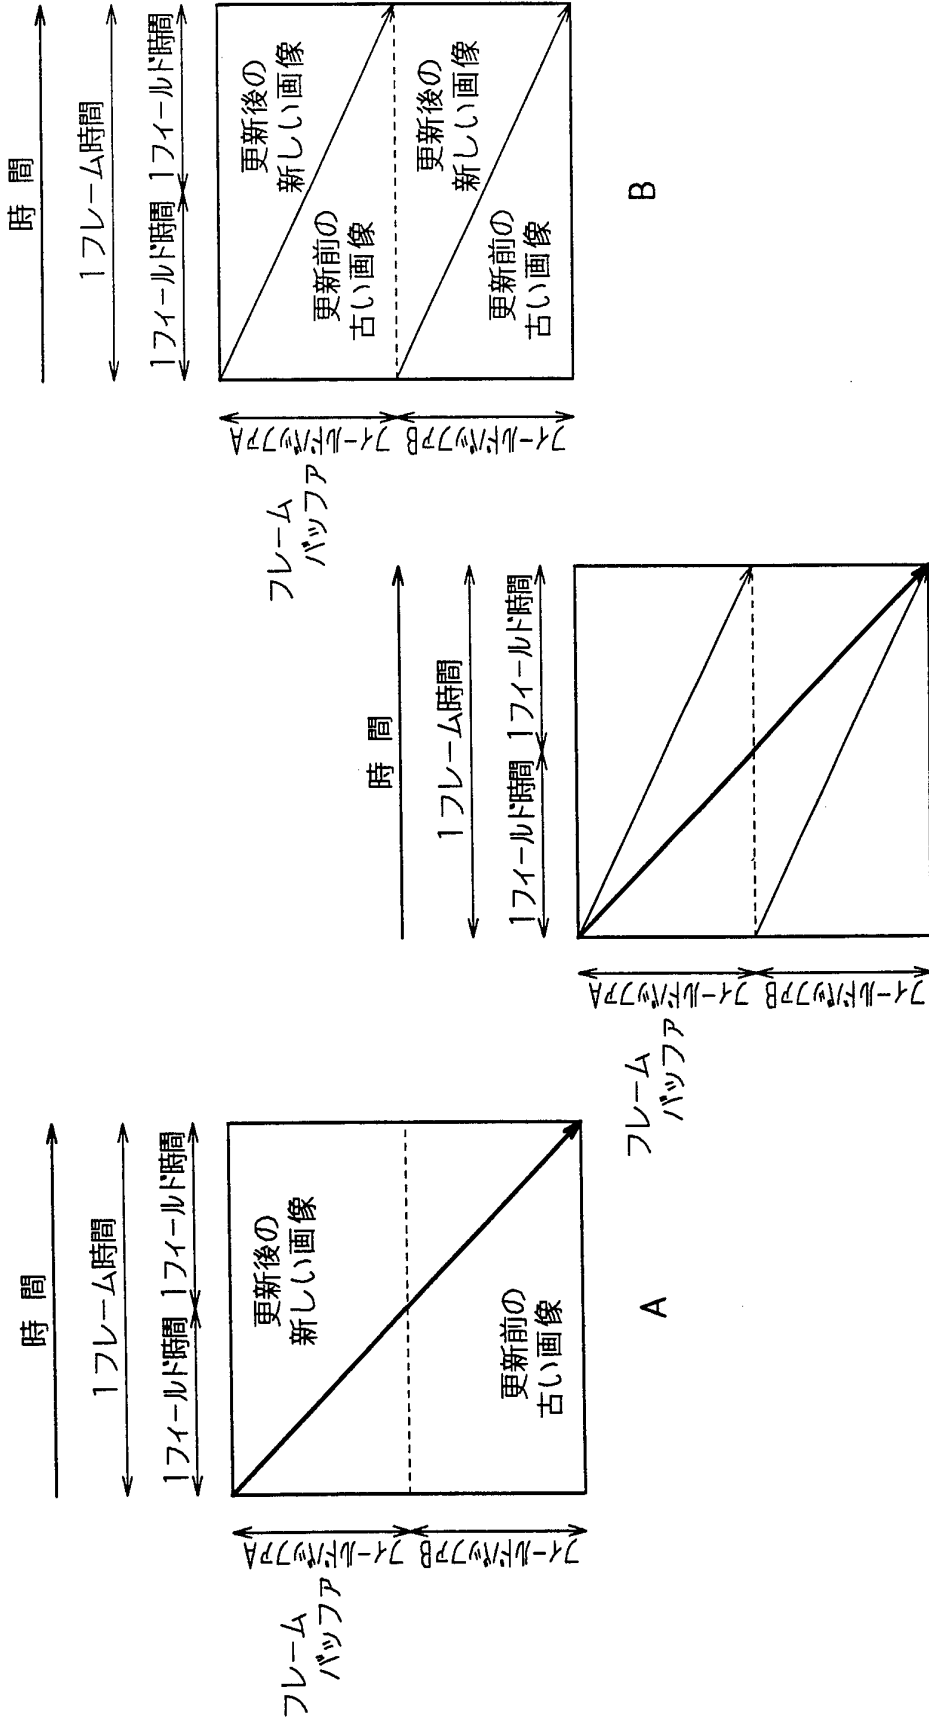 時 間
1フレーム時間
1フィールド時間 1フィールド時間
フレーム
バッファ
フィールドバッファA
フィールドバッファB
更新後の
新しい画像
更新前の
古い画像
A
時 間
1フレーム時間
1フィールド時間 1フィールド時間
フレーム
バッファ
フィールドバッファA
フィールドバッファB
時 間
1フレーム時間
1フィールド時間 1フィールド時間
フレーム
バッファ
フィールドバッファA
フィールドバッファB
更新後の
新しい画像
更新前の
古い画像
更新後の
新しい画像
更新前の
古い画像
B